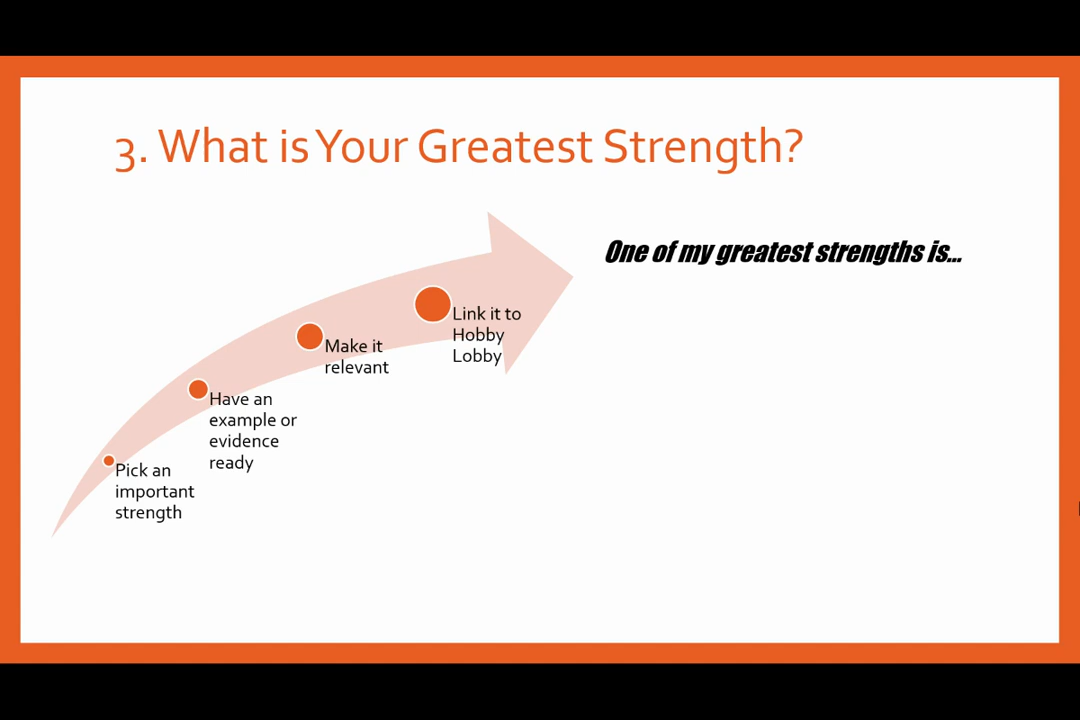 3. What is Your Greatest Strength?
One of my greatest strengths is...
Pick an
important
strength
Have an
example or
evidence
ready
Make it
relevant
Link it to
Hobby
Lobby